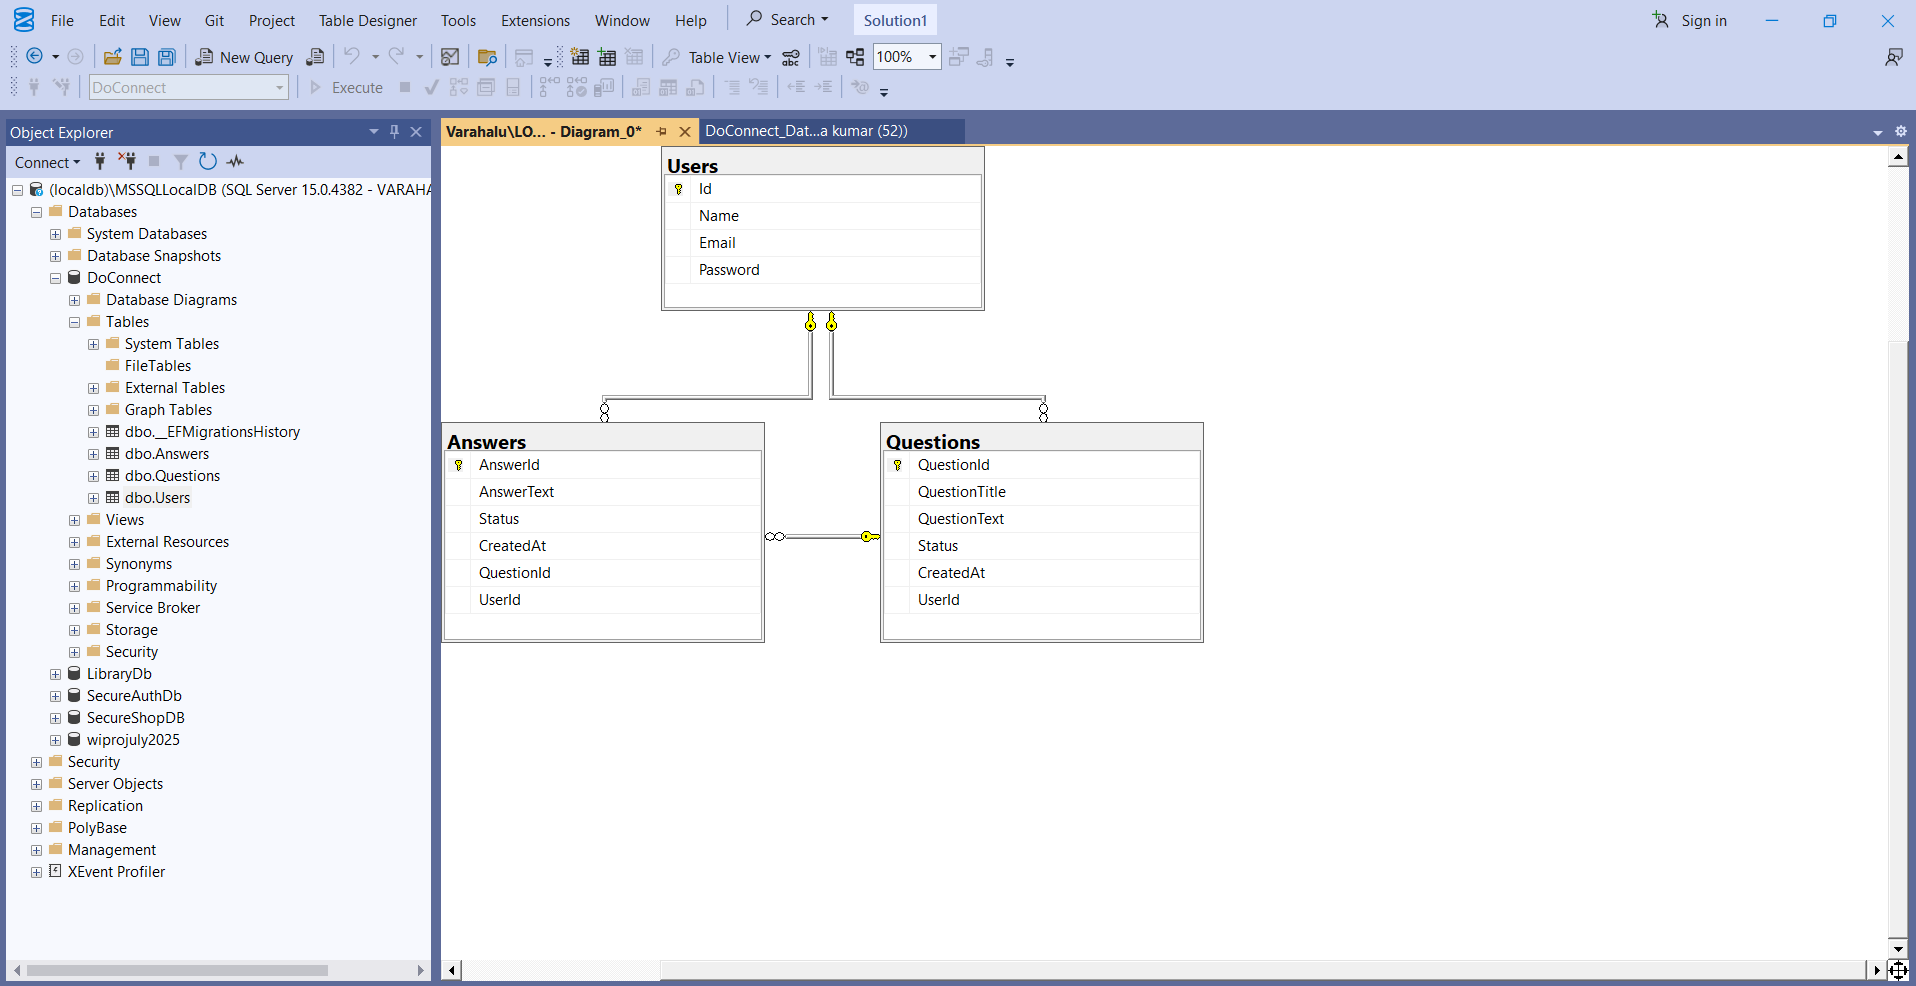 File Edit View Git Project Table Designer Tools Extensions Window Help Search Solution1 Sign in
New Query Table View abc 100%
DoConnect Execute
Object Explorer
Connect
(localdb)\MSSQLLocalDB (SQL Server 15.0.4382 - VARAHA
Databases
System Databases
Database Snapshots
DoConnect
Database Diagrams
Tables
System Tables
FileTables
External Tables
Graph Tables
dbo.__EFMigrationsHistory
dbo.Answers
dbo.Questions
dbo.Users
Views
External Resources
Synonyms
Programmability
Service Broker
Storage
Security
LibraryDb
SecureAuthDb
SecureShopDB
wiprojuly2025
Security
Server Objects
Replication
PolyBase
Management
XEvent Profiler
Varahalu\LO... - Diagram_0* DoConnect_Dat...a kumar (52))
Users
Id
Name
Email
Password
Answers
AnswerId
AnswerText
Status
CreatedAt
QuestionId
UserId
Questions
QuestionId
QuestionTitle
QuestionText
Status
CreatedAt
UserId